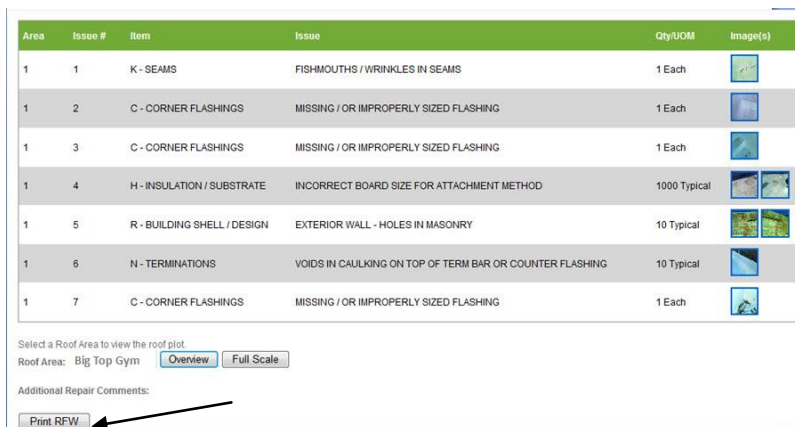 Area Issue # Item Issue Qty/UOM Image(s)
1 1 K - SEAMS FISHMOUTHS / WRINKLES IN SEAMS 1 Each
1 2 C - CORNER FLASHINGS MISSING / OR IMPROPERLY SIZED FLASHING 1 Each
1 3 C - CORNER FLASHINGS MISSING / OR IMPROPERLY SIZED FLASHING 1 Each
1 4 H - INSULATION / SUBSTRATE INCORRECT BOARD SIZE FOR ATTACHMENT METHOD 1000 Typical
1 5 R - BUILDING SHELL / DESIGN EXTERIOR WALL - HOLES IN MASONRY 10 Typical
1 6 N - TERMINATIONS VOIDS IN CAULKING ON TOP OF TERM BAR OR COUNTER FLASHING 10 Typical
1 7 C - CORNER FLASHINGS MISSING / OR IMPROPERLY SIZED FLASHING 1 Each
Select a Roof Area to view the roof plot.
Roof Area: Big Top Gym Overview Full Scale
Additional Repair Comments:
Print RFW